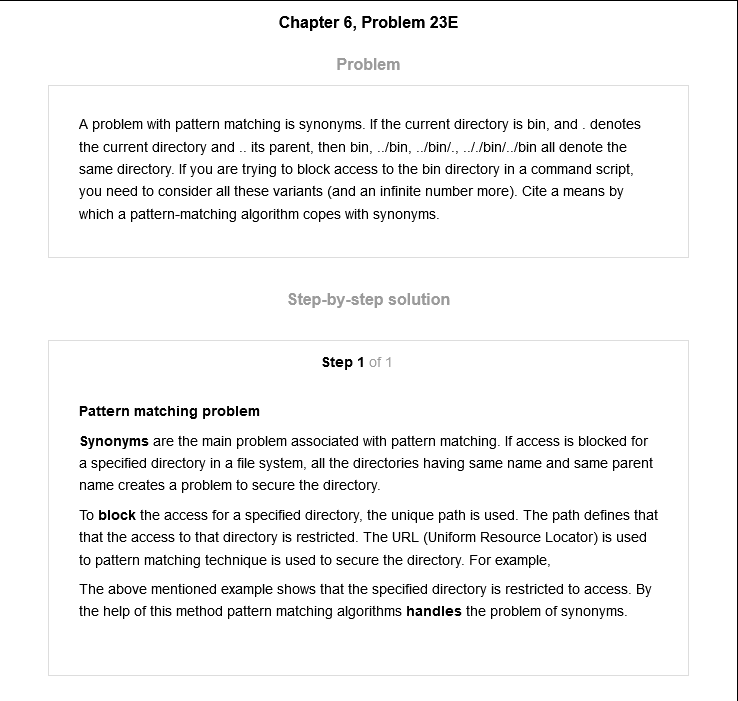 Chapter 6, Problem 23E
Problem
A problem with pattern matching is synonyms. If the current directory is bin, and . denotes
the current directory and .. its parent, then bin, ../bin, ../bin/., .././bin/../bin all denote the
same directory. If you are trying to block access to the bin directory in a command script,
you need to consider all these variants (and an infinite number more). Cite a means by
which a pattern-matching algorithm copes with synonyms.
Step-by-step solution
Step 1 of 1
Pattern matching problem
Synonyms are the main problem associated with pattern matching. If access is blocked for
a specified directory in a file system, all the directories having same name and same parent
name creates a problem to secure the directory.
To block the access for a specified directory, the unique path is used. The path defines that
that the access to that directory is restricted. The URL (Uniform Resource Locator) is used
to pattern matching technique is used to secure the directory. For example,
The above mentioned example shows that the specified directory is restricted to access. By
the help of this method pattern matching algorithms handles the problem of synonyms.